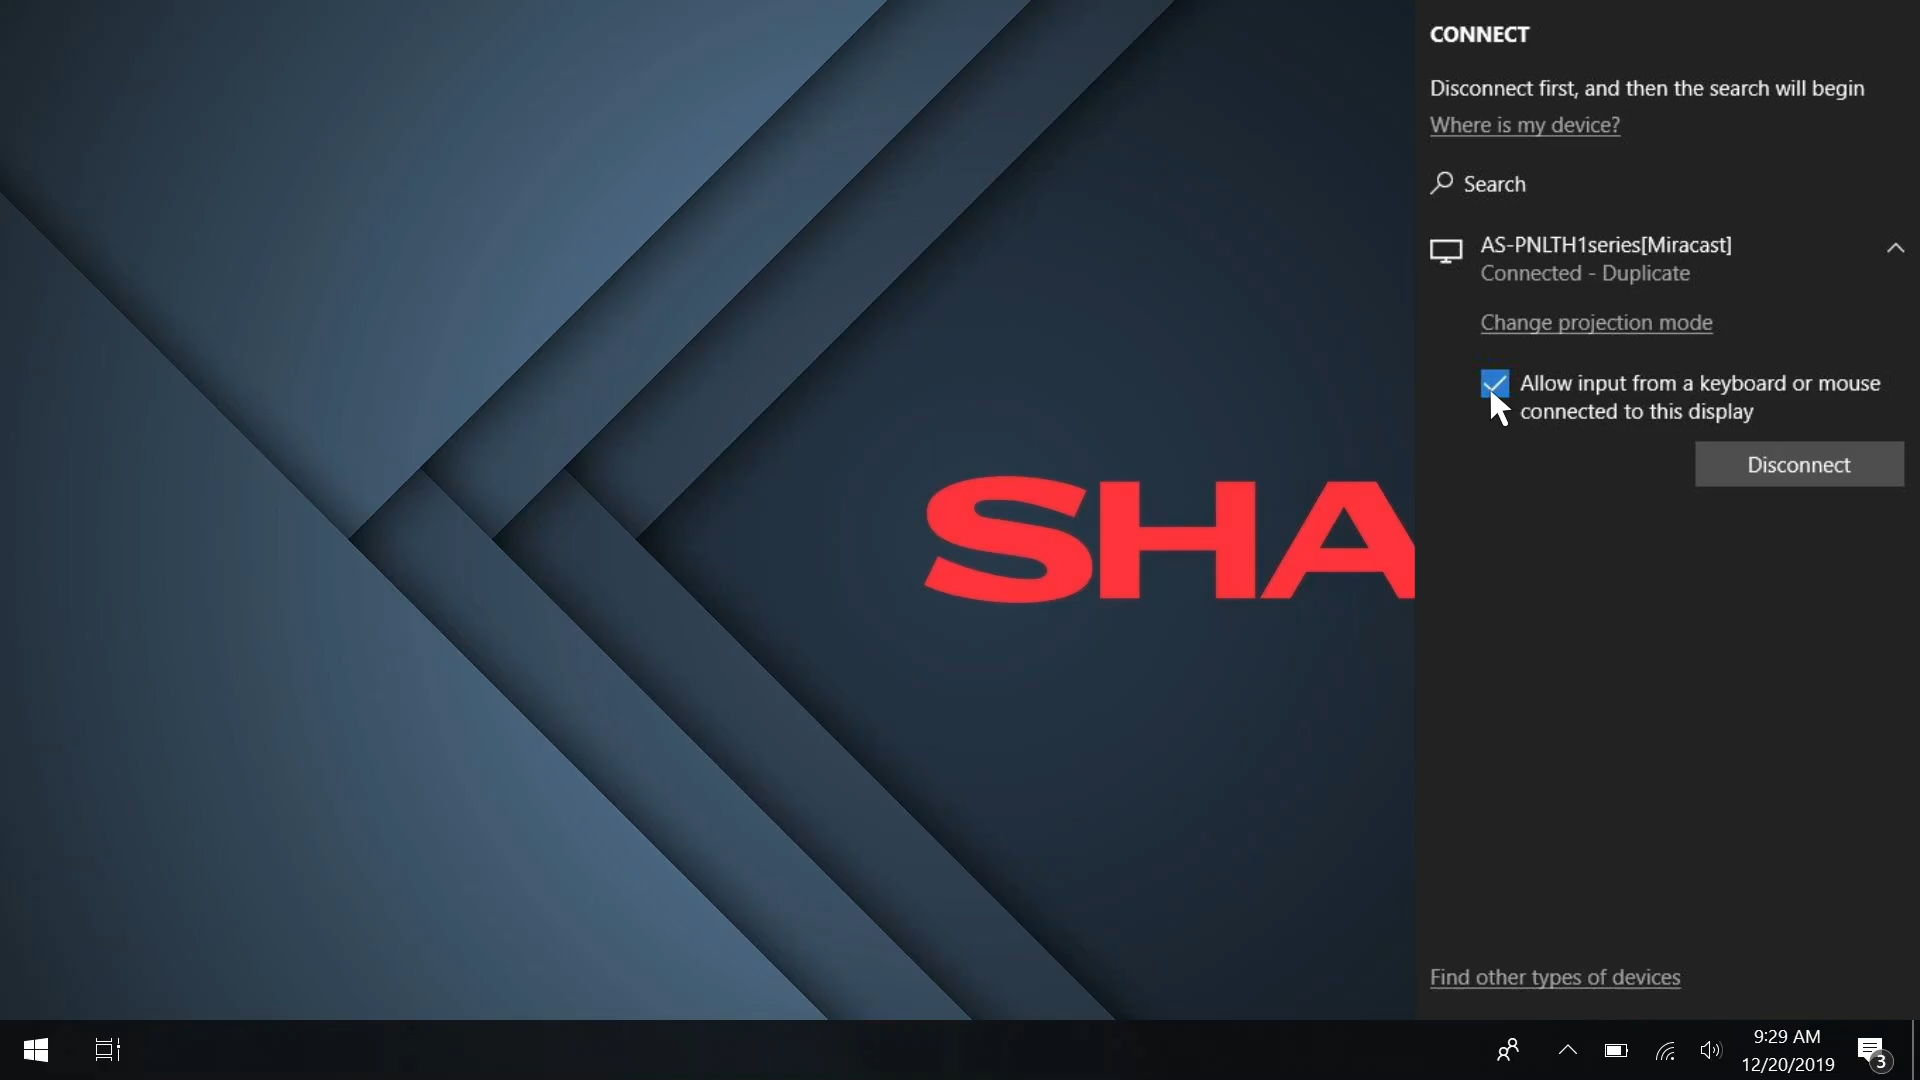 CONNECT
Disconnect first, and then the search will begin
Where is my device?
Search
AS-PNLTH1series[Miracast]
Connected - Duplicate
Change projection mode
Allow input from a keyboard or mouse
connected to this display
Disconnect
SHA
Find other types of devices
9:29 AM
12/20/2019
3